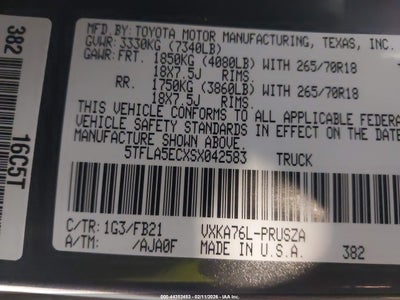 MFD.BY: TOYOTA MOTOR MANUFACTURING, TEXAS, INC.
GVWR: 3330KG (7340LB)
GAWR: FRT. 1850KG (4080LB) WITH 265/70R18
18X7.5J RIMS.
RR. 1750KG (3860LB) WITH 265/70R18
18X7.5J RIMS.
THIS VEHICLE CONFORMS TO ALL APPLICABLE FEDERA
VEHICLE SAFETY STANDARDS IN EFFECT ON THE DATE
MANUFACTURE SHOWN ABOVE.
5TFLA5ECXSX042583 TRUCK
C/TR: 1G3/FB21 VXKA76L-PRUSZA
A/TM: /AJA0F MADE IN U.S.A. 382
382
16C5T
© bidfax.info